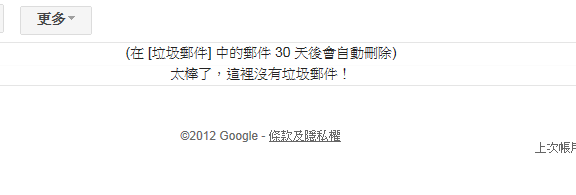 更多
(在 [垃圾郵件] 中的郵件 30 天後會自動刪除)
太棒了，這裡沒有垃圾郵件！
©2012 Google - 條款及隱私權
上次帳戶